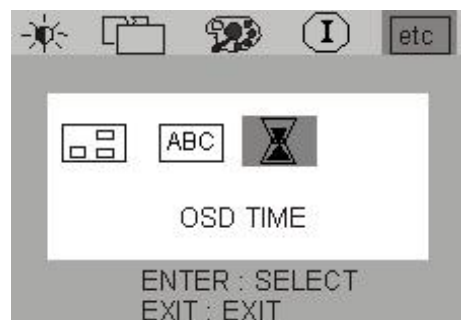 I etc
ABC
OSD TIME
ENTER : SELECT
EXIT : EXIT